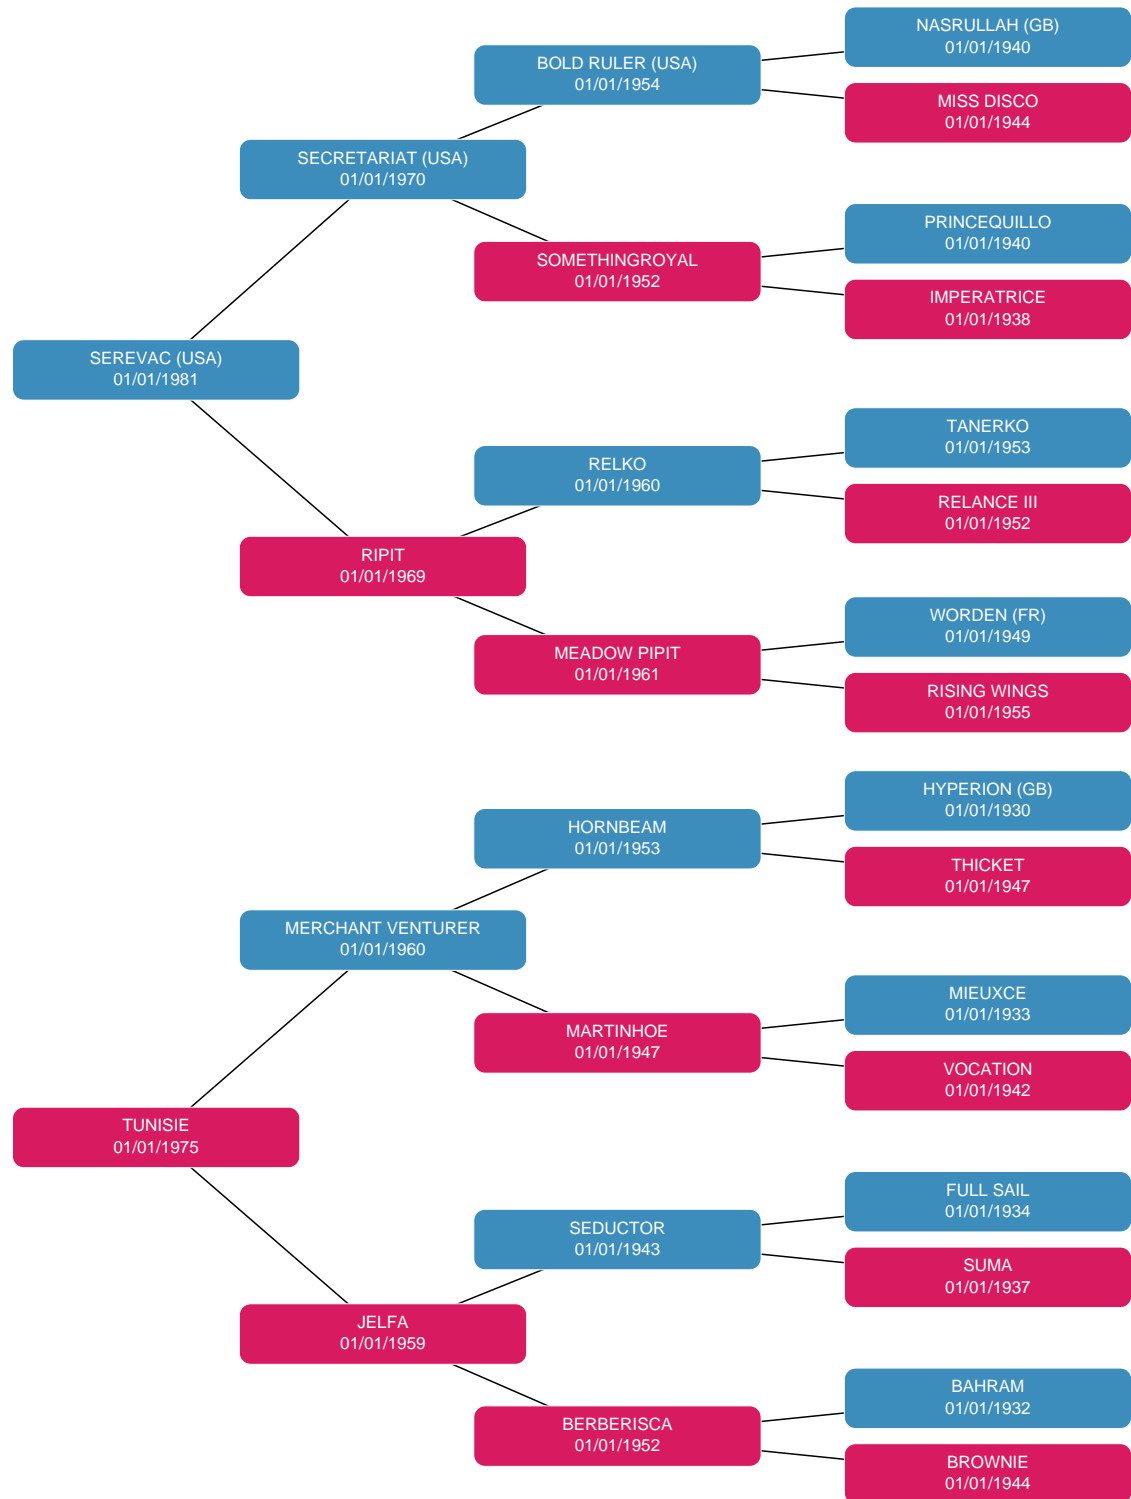 NASRULLAH (GB)
01/01/1940
BOLD RULER (USA)
01/01/1954
MISS DISCO
01/01/1944
SECRETARIAT (USA)
01/01/1970
PRINCEQUILLO
01/01/1940
SOMETHINGROYAL
01/01/1952
IMPERATRICE
01/01/1938
SEREVAC (USA)
01/01/1981
TANERKO
01/01/1953
RELKO
01/01/1960
RELANCE III
01/01/1952
RIPIT
01/01/1969
WORDEN (FR)
01/01/1949
MEADOW PIPIT
01/01/1961
RISING WINGS
01/01/1955
HYPERION (GB)
01/01/1930
HORNBEAM
01/01/1953
THICKET
01/01/1947
MERCHANT VENTURER
01/01/1960
MIEUXCE
01/01/1933
MARTINHOE
01/01/1947
VOCATION
01/01/1942
TUNISIE
01/01/1975
FULL SAIL
01/01/1934
SEDUCTOR
01/01/1943
SUMA
01/01/1937
JELFA
01/01/1959
BAHRAM
01/01/1932
BERBERISCA
01/01/1952
BROWNIE
01/01/1944